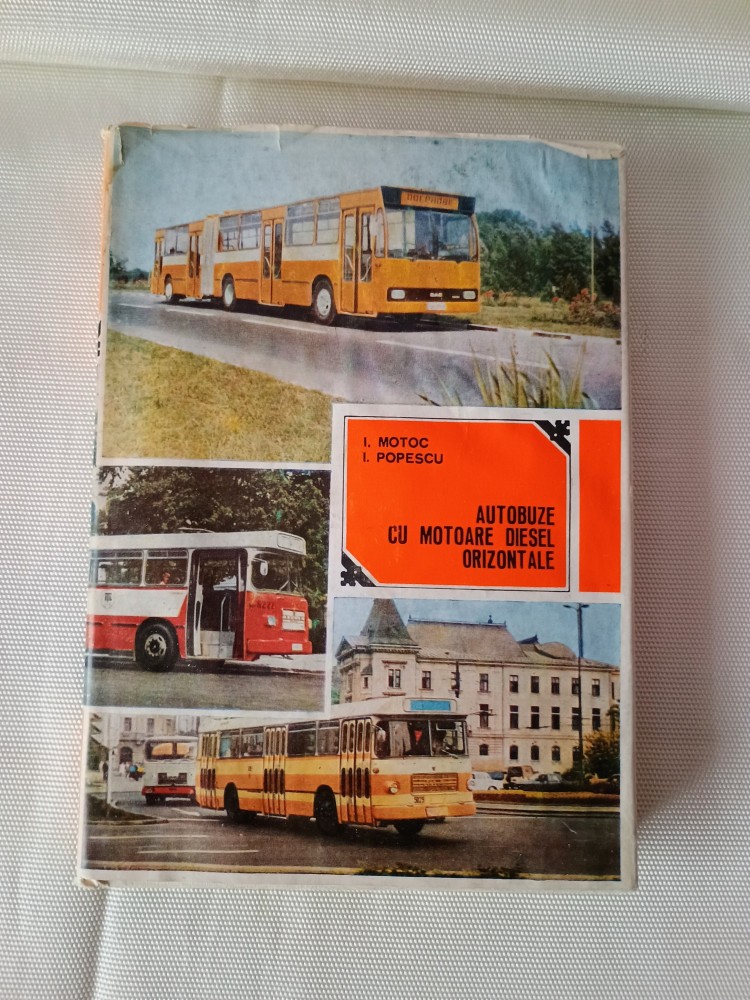 I. MOTOC
I. POPESCU
AUTOBUZE
CU MOTOARE DIESEL
ORIZONTALE